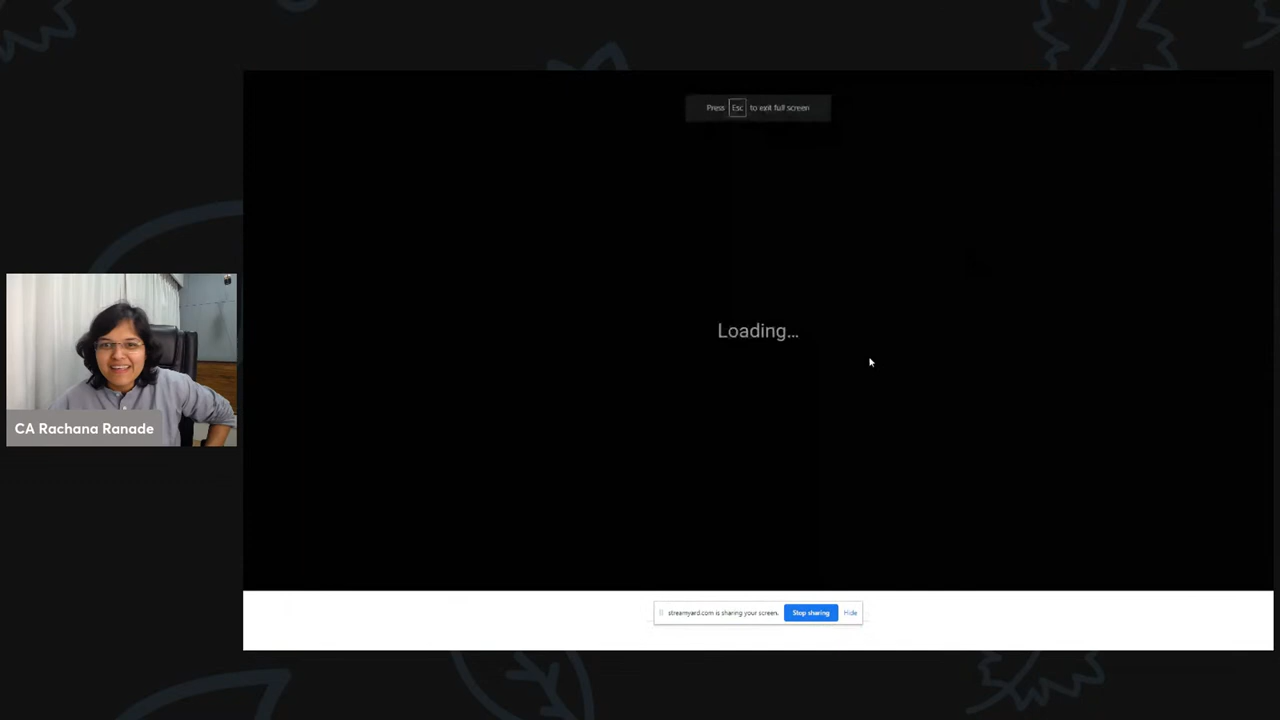 Press Esc to exit full screen
Loading...
CA Rachana Ranade
streamyard.com is sharing your screen. Stop sharing Hide